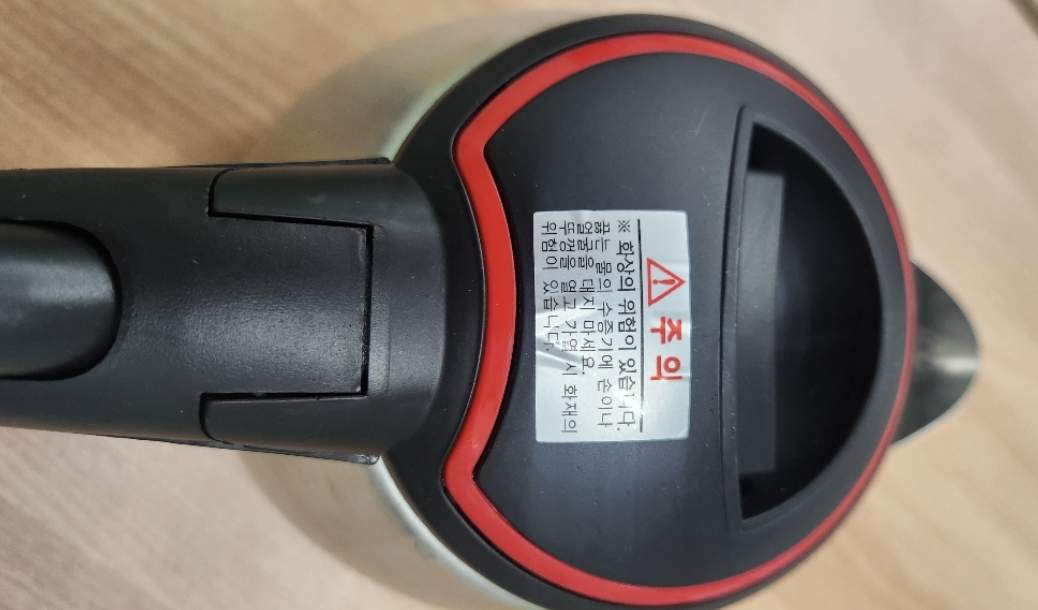 주 의
※ 화상의 위험이 있습니다.
끓는 물의 수증기에 손이나
얼굴을 대지 마세요.
뚜껑을 열고 가열 시 화재의
위험이 있습니다.